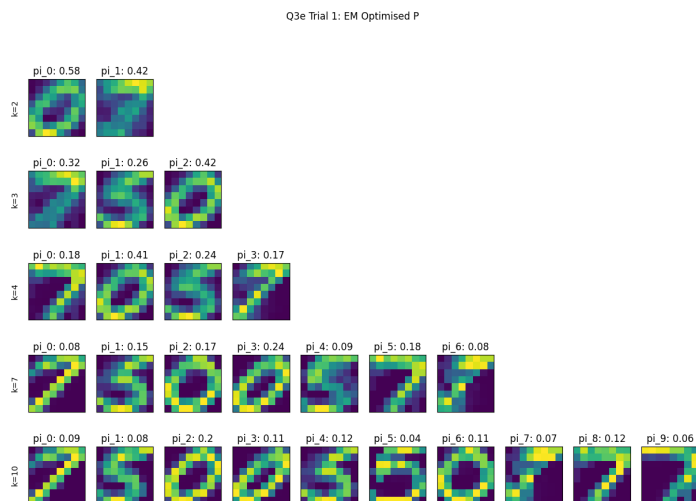 Q3e Trial 1: EM Optimised P
k=2
pi_0: 0.58 pi_1: 0.42
k=3
pi_0: 0.32 pi_1: 0.26 pi_2: 0.42
k=4
pi_0: 0.18 pi_1: 0.41 pi_2: 0.24 pi_3: 0.17
k=7
pi_0: 0.08 pi_1: 0.15 pi_2: 0.17 pi_3: 0.24 pi_4: 0.09 pi_5: 0.18 pi_6: 0.08
k=10
pi_0: 0.09 pi_1: 0.08 pi_2: 0.2 pi_3: 0.11 pi_4: 0.12 pi_5: 0.04 pi_6: 0.11 pi_7: 0.07 pi_8: 0.12 pi_9: 0.06